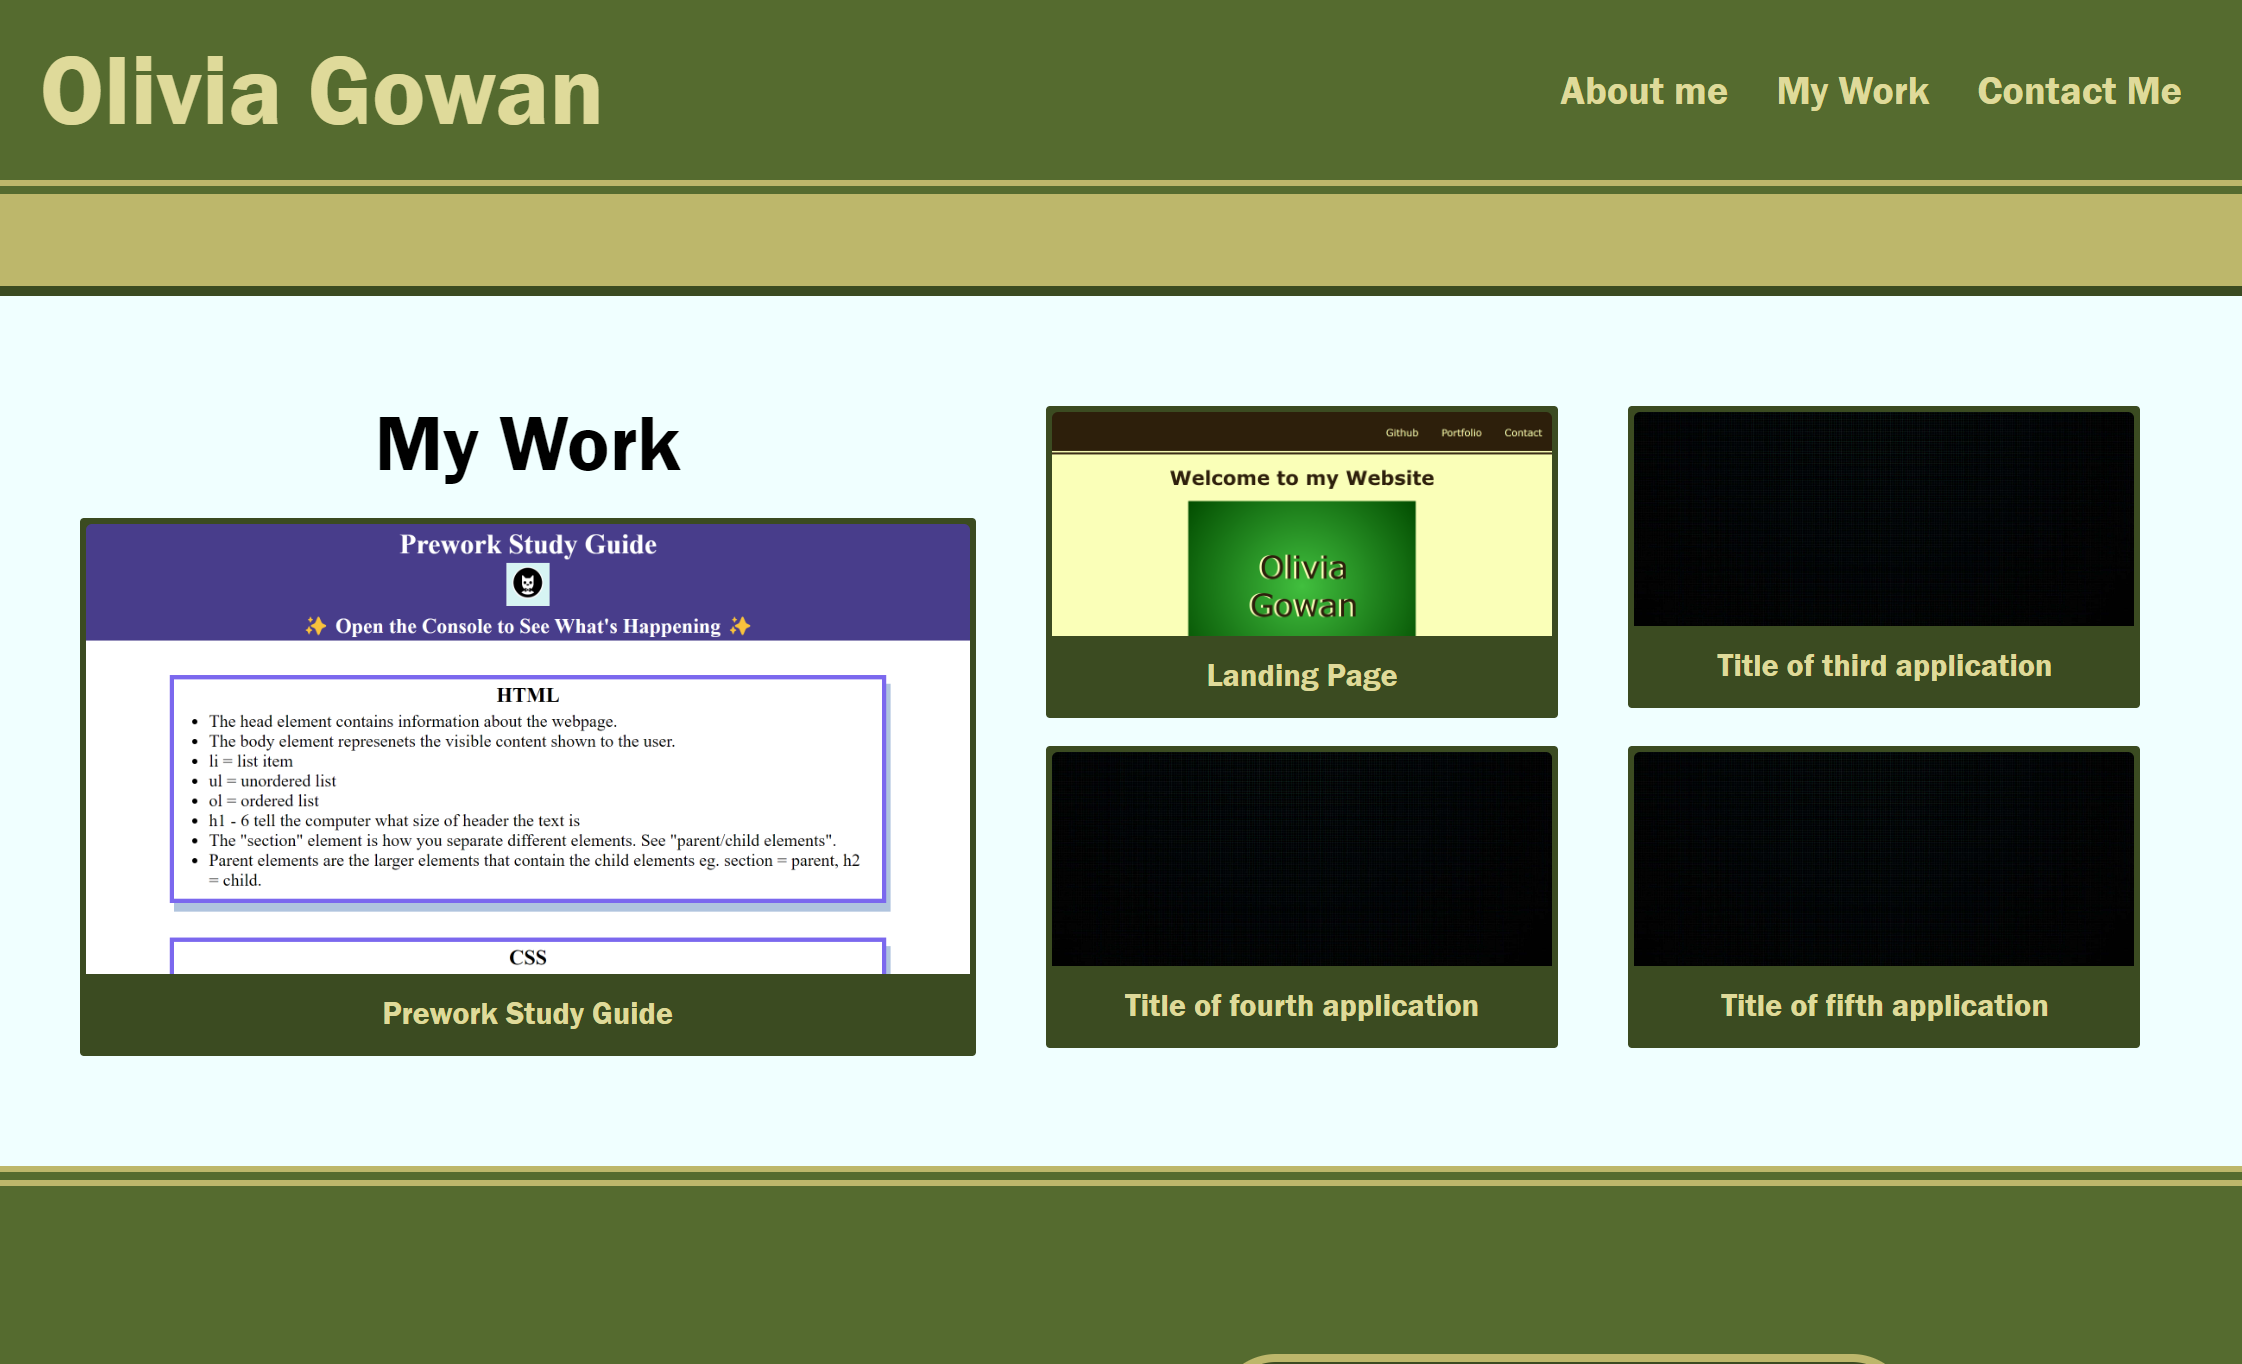 Olivia Gowan
About me My Work Contact Me
My Work
Prework Study Guide
✨ Open the Console to See What's Happening ✨
HTML
• The head element contains information about the webpage.
• The body element represenets the visible content shown to the user.
• li = list item
• ul = unordered list
• ol = ordered list
• h1 - 6 tell the computer what size of header the text is
• The "section" element is how you separate different elements. See "parent/child elements".
• Parent elements are the larger elements that contain the child elements eg. section = parent, h2
= child.
CSS
Prework Study Guide
Github Portfolio Contact
Welcome to my Website
Olivia
Gowan
Landing Page
Title of third application
Title of fourth application
Title of fifth application